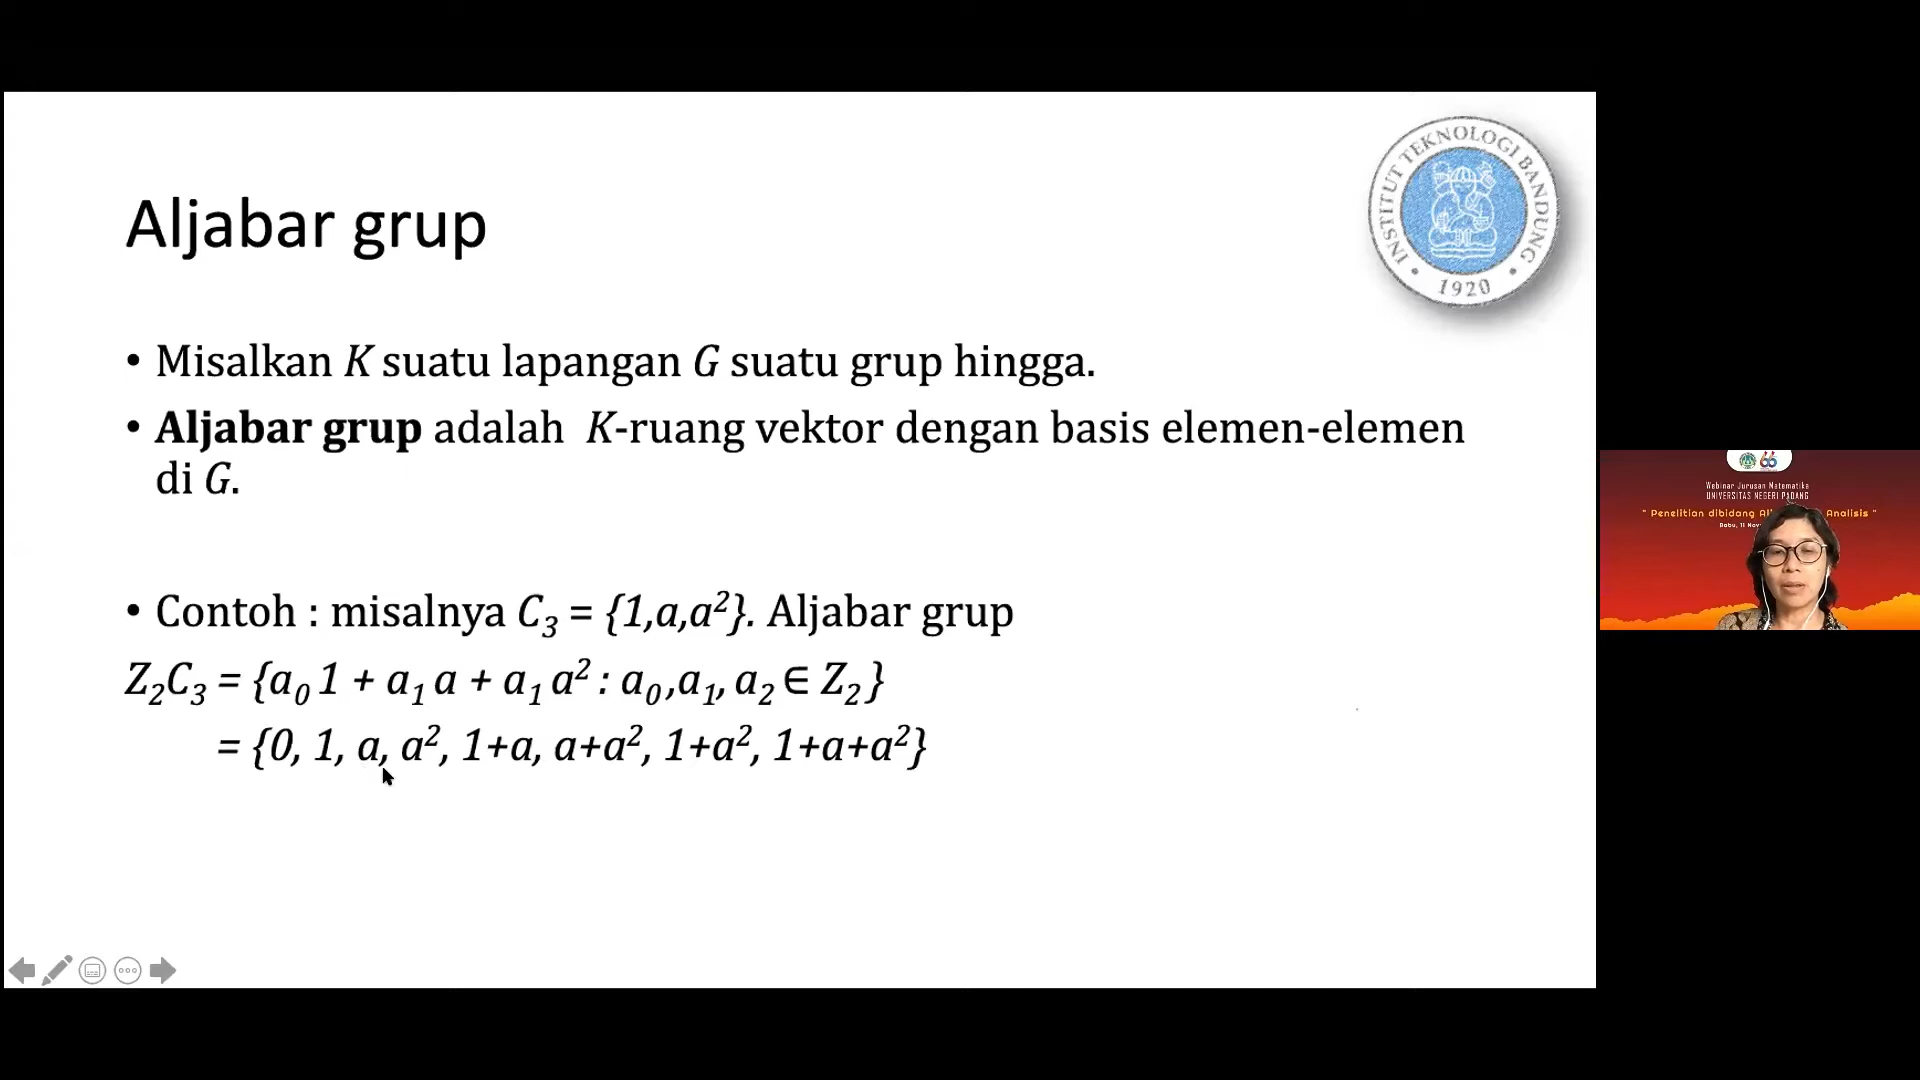 Aljabar grup
INSTITUT TEKNOLOGI BANDUNG
1920
• Misalkan K suatu lapangan G suatu grup hingga.
• Aljabar grup adalah K-ruang vektor dengan basis elemen-elemen
di G.
• Contoh : misalnya C₃ = {1,a,a²}. Aljabar grup
Z₂C₃ = {a₀ 1 + a₁ a + a₁ a² : a₀,a₁, a₂ ∈ Z₂}
= {0, 1, a, a², 1+a, a+a², 1+a², 1+a+a²}
66
Webinar Jurusan Matematika
UNIVERSITAS NEGERI PADANG
" Penelitian dibidang Analisis "
Rabu, 11